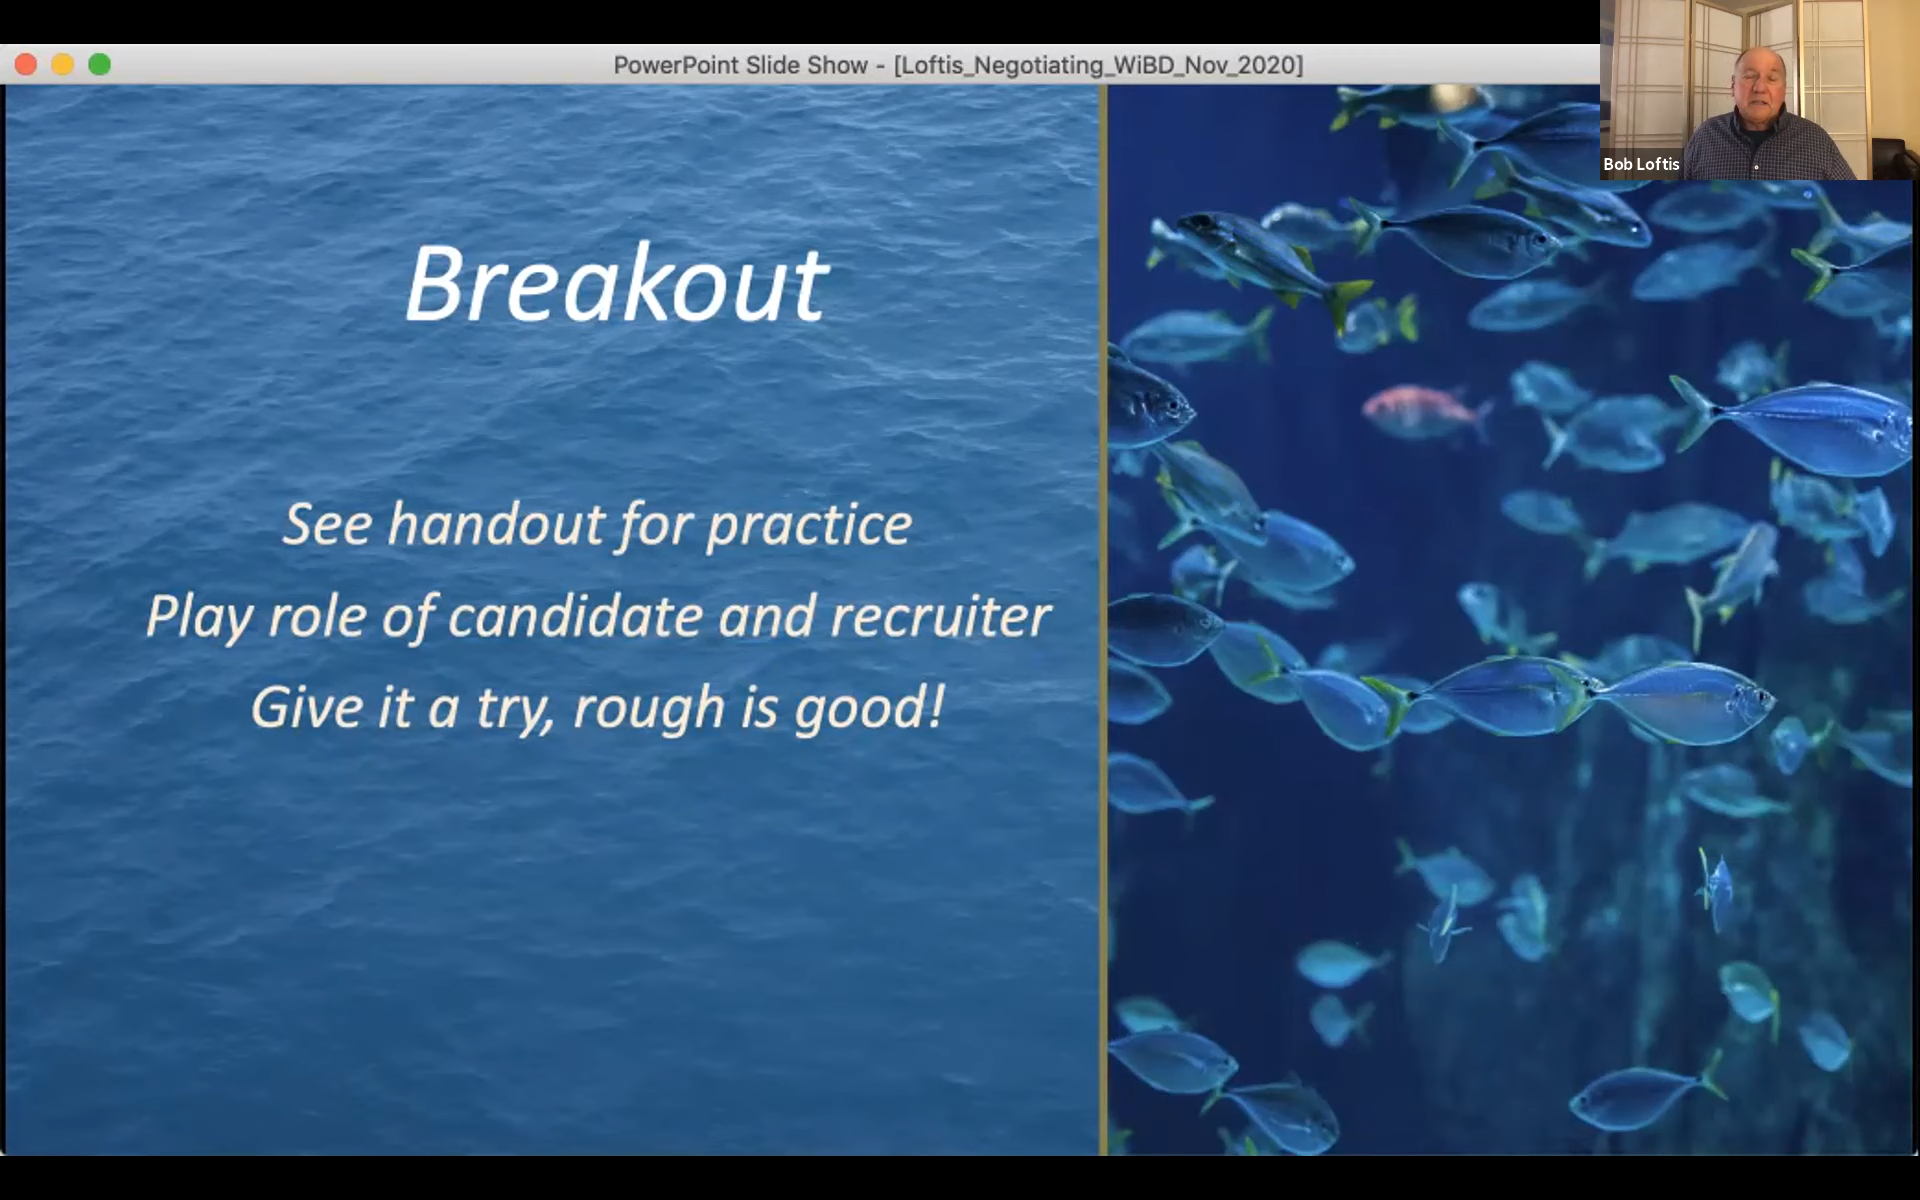 PowerPoint Slide Show - [Loftis_Negotiating_WiBD_Nov_2020]
Bob Loftis
Breakout
See handout for practice
Play role of candidate and recruiter
Give it a try, rough is good!